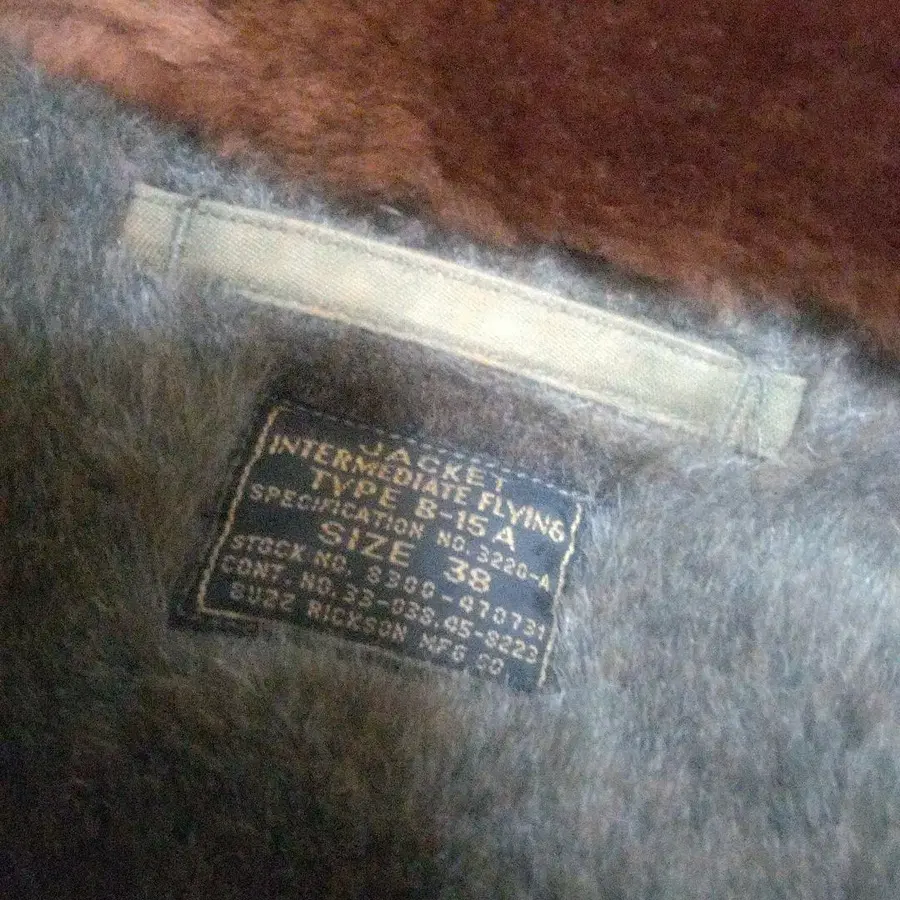 JACKET
INTERMEDIATE FLYING
TYPE B-15A
SPECIFICATION NO. 3220-A
SIZE 38
STOCK NO. 8300-470731
CONT. NO. 33-038.45-9223
BUZZ RICKSON MFG CO